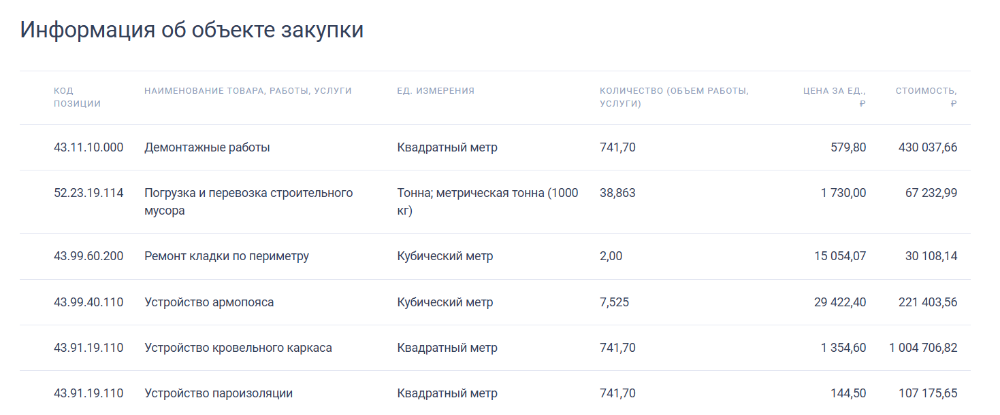 Информация об объекте закупки
КОД ПОЗИЦИИ НАИМЕНОВАНИЕ ТОВАРА, РАБОТЫ, УСЛУГИ ЕД. ИЗМЕРЕНИЯ КОЛИЧЕСТВО (ОБЪЕМ РАБОТЫ, УСЛУГИ) ЦЕНА ЗА ЕД., ₽ СТОИМОСТЬ, ₽
43.11.10.000 Демонтажные работы Квадратный метр 741,70 579,80 430 037,66
52.23.19.114 Погрузка и перевозка строительного мусора Тонна; метрическая тонна (1000 кг) 38,863 1 730,00 67 232,99
43.99.60.200 Ремонт кладки по периметру Кубический метр 2,00 15 054,07 30 108,14
43.99.40.110 Устройство армопояса Кубический метр 7,525 29 422,40 221 403,56
43.91.19.110 Устройство кровельного каркаса Квадратный метр 741,70 1 354,60 1 004 706,82
43.91.19.110 Устройство пароизоляции Квадратный метр 741,70 144,50 107 175,65